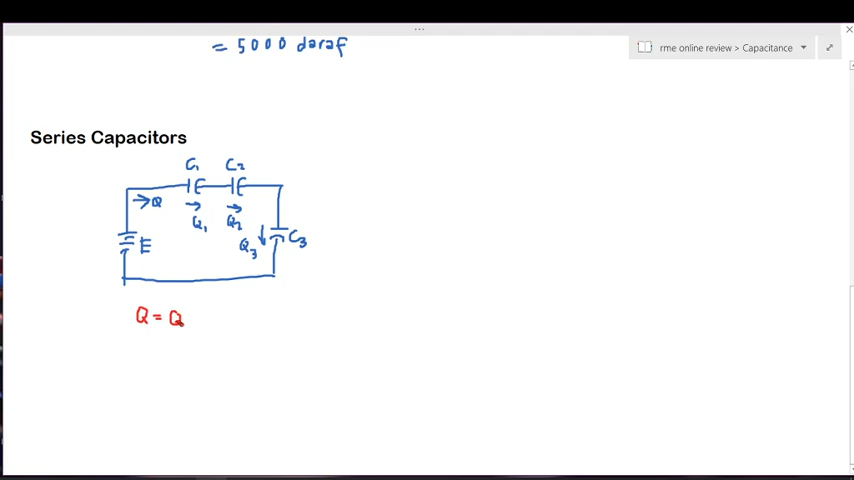 = 5000 daraf
rme online review > Capacitance
Series Capacitors
C1 C2
Q
Q1 Q2
E
Q3 C3
Q = Q